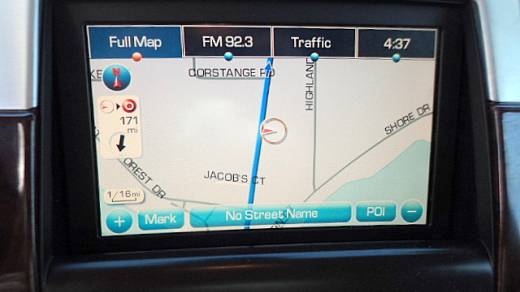 Full Map
FM 92.3
Traffic
4:37
KE
CORSTANGE RD
HIGHLAND
N
171
mi
SHORE DR
OREST DR
JACOB'S CT
1/16mi
+
Mark
No Street Name
POI
-